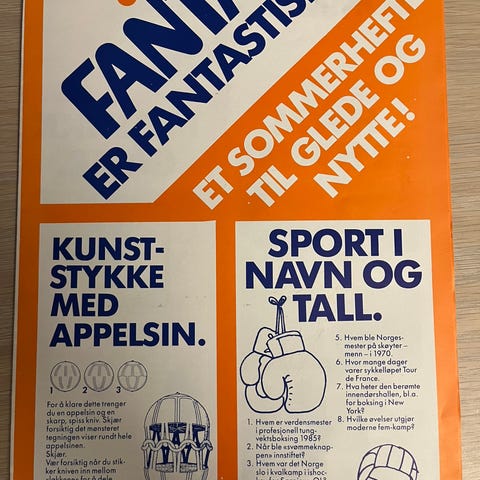 FANTA
ER FANTASTISK
ET SOMMERHEFTE
TIL GLEDE OG
NYTTE!
KUNST-
STYKKE
MED
APPELSIN.
1 2 3
For å klare dette trenger
du en appelsin og en
skarp, spiss kniv. Skjær
forsiktig det mønsteret
tegningen viser rundt hele
appelsinen.
Skjær.
Vær forsiktig når du stik-
ker kniven inn mellom
for å dele
SPORT I
NAVN OG
TALL.
1. Hvem er verdensmester
i profesjonell tung-
vektsboksing 1985?
2. Når ble «svømmeknap-
pen» innstiftet?
3. Hvem var det Norge
slo i kvalkamp i ishoc-
5. Hvem ble Norges-
mester på skøyter –
menn – i 1970.
6. Hvor mange dager
varer sykkelløpet Tour
de France.
7. Hva heter den berømte
innendørshallen, bl.a.
for boksing i New
York?
8. Hvilke øvelser utgjør
moderne fem-kamp?